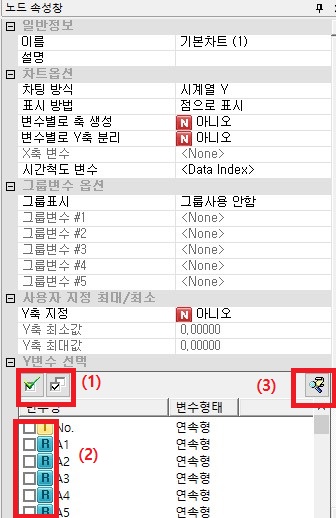 노드 속성창
일반정보
이름 기본차트 (1)
설명
차트옵션
차팅 방식 시계열 Y
표시 방법 점으로 표시
변수별로 축 생성 N 아니오
변수별로 Y축 분리 N 아니오
X축 변수 <None>
시간척도 변수 <Data Index>
그룹변수 옵션
그룹표시 그룹사용 안함
그룹변수 #1 <None>
그룹변수 #2 <None>
그룹변수 #3 <None>
그룹변수 #4 <None>
그룹변수 #5 <None>
사용자 지정 최대/최소
Y축 지정 N 아니오
Y축 최소값 0,00000
Y축 최대값 0,00000
Y변수 선택
(1) (3)
변수명 변수형태
I No. 연속형
R A1 연속형
(2)
R A2 연속형
R A3 연속형
R A4 연속형
R A5 연속형